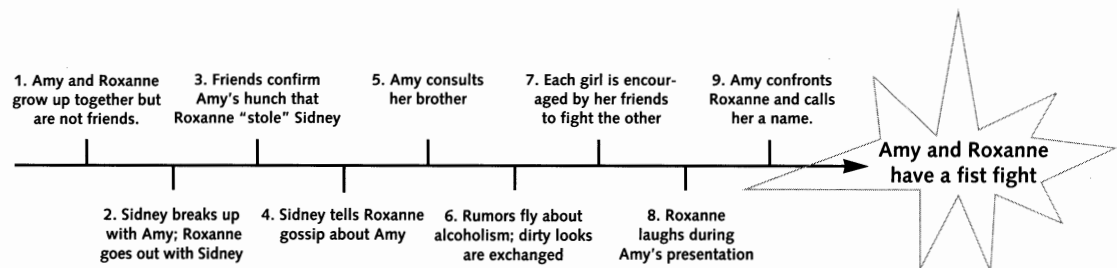 1. Amy and Roxanne
grow up together but
are not friends.
2. Sidney breaks up
with Amy; Roxanne
goes out with Sidney
3. Friends confirm
Amy's hunch that
Roxanne "stole" Sidney
4. Sidney tells Roxanne
gossip about Amy
5. Amy consults
her brother
6. Rumors fly about
alcoholism; dirty looks
are exchanged
7. Each girl is encour-
aged by her friends
to fight the other
8. Roxanne
laughs during
Amy's presentation
9. Amy confronts
Roxanne and calls
her a name.
Amy and Roxanne
have a fist fight